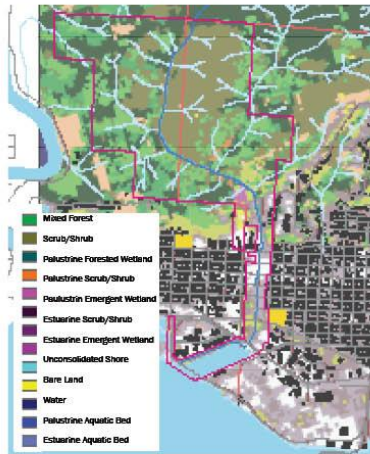 Mixed Forest
Scrub/Shrub
Palustrine Forested Wetland
Palustrine Scrub/Shrub
Paulustrin Emergent Wetland
Estuarine Scrub/Shrub
Estuarine Emergent Wetland
Unconsolidated Shore
Bare Land
Water
Palustrine Aquatic Bed
Estuarine Aquatic Bed